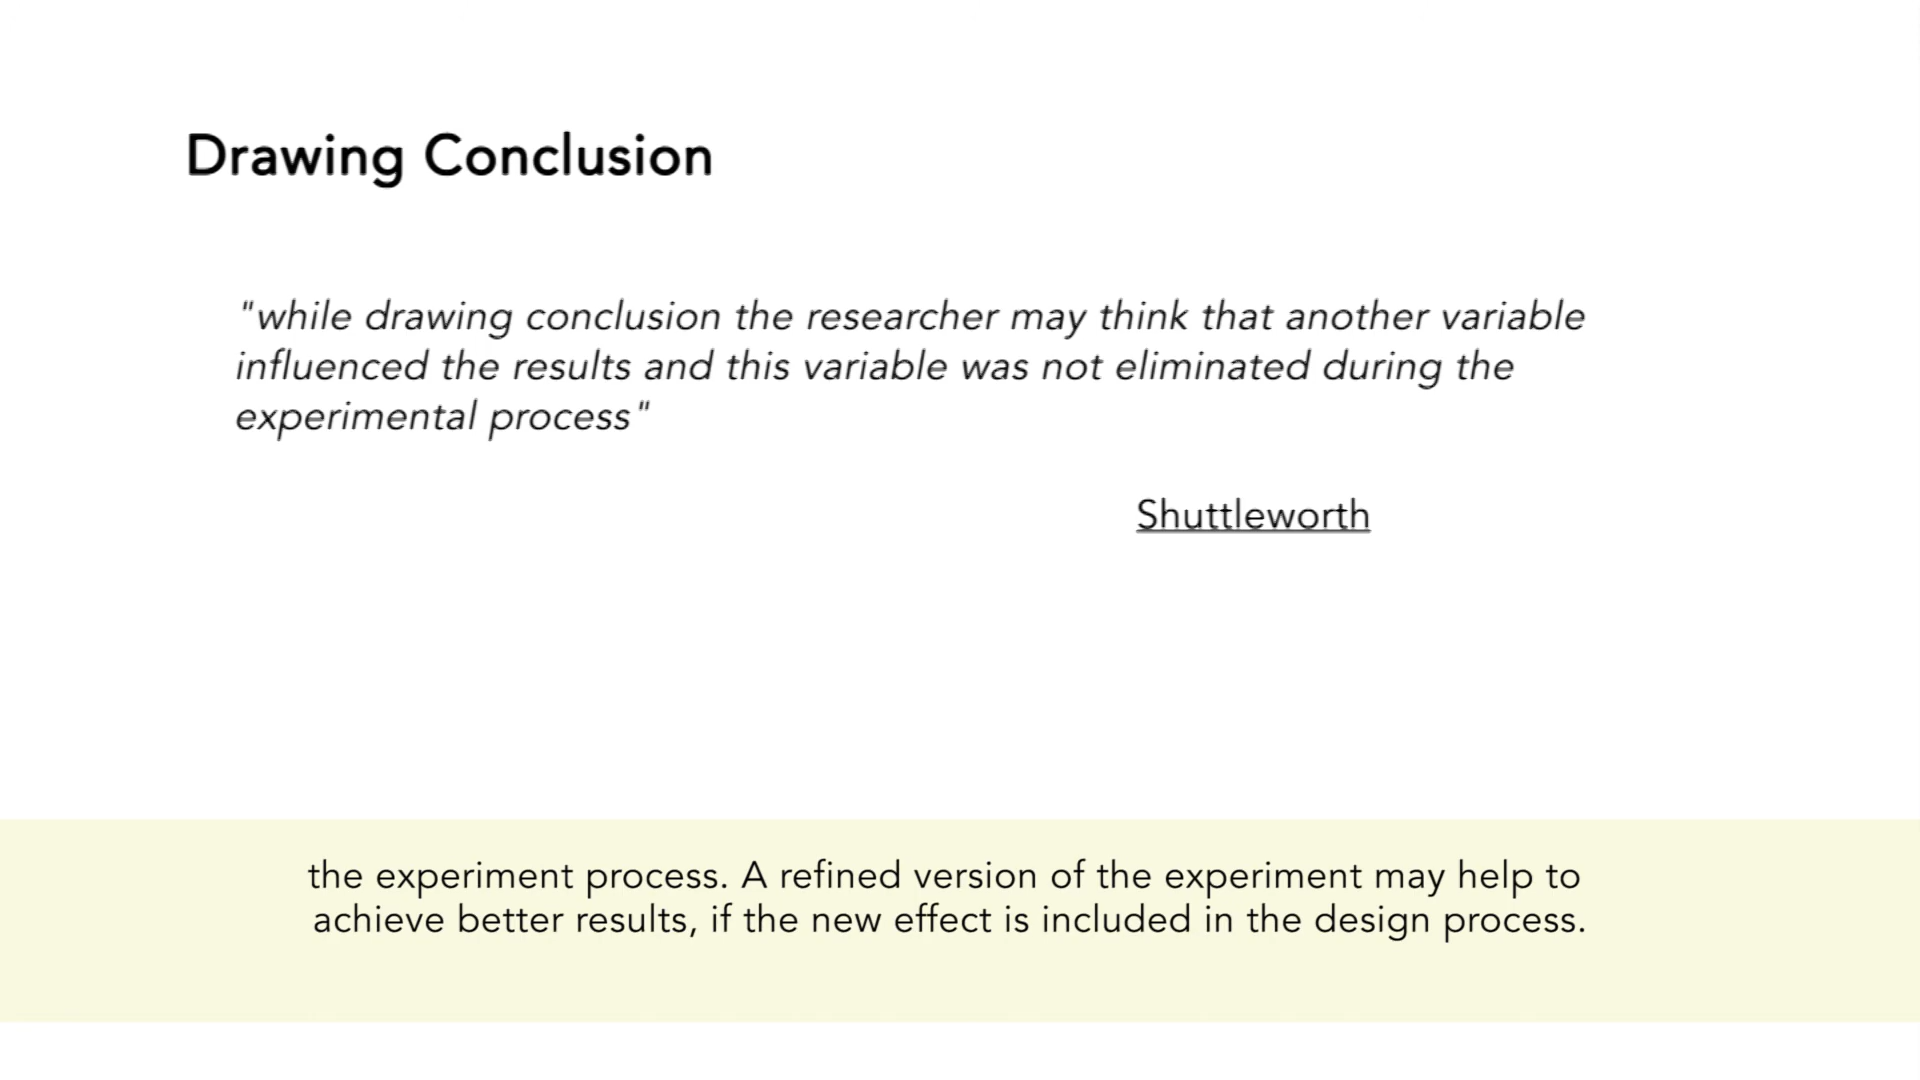 Drawing Conclusion
"while drawing conclusion the researcher may think that another variable
influenced the results and this variable was not eliminated during the
experimental process"
Shuttleworth
the experiment process. A refined version of the experiment may help to
achieve better results, if the new effect is included in the design process.